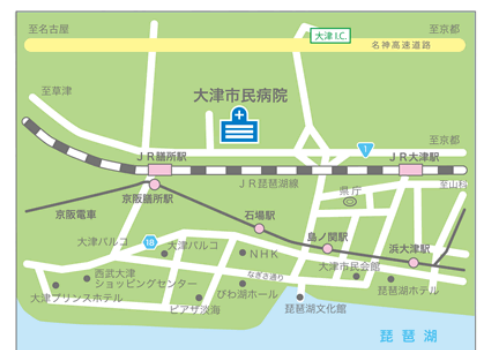 至名古屋
至京都
大津I.C.
名神高速道路
至草津
大津市民病院
1
至京都
JR膳所駅
JR大津駅
JR琵琶湖線
県庁
京阪膳所駅
京阪電車
石場駅
島ノ関駅
浜大津駅
大津パルコ
18
大津パルコ
NHK
なぎさ通り
大津市民会館
西武大津
ショッピングセンター
びわ湖ホール
琵琶湖ホテル
大津プリンスホテル
ピアザ淡海
琵琶湖文化館
琵琶湖